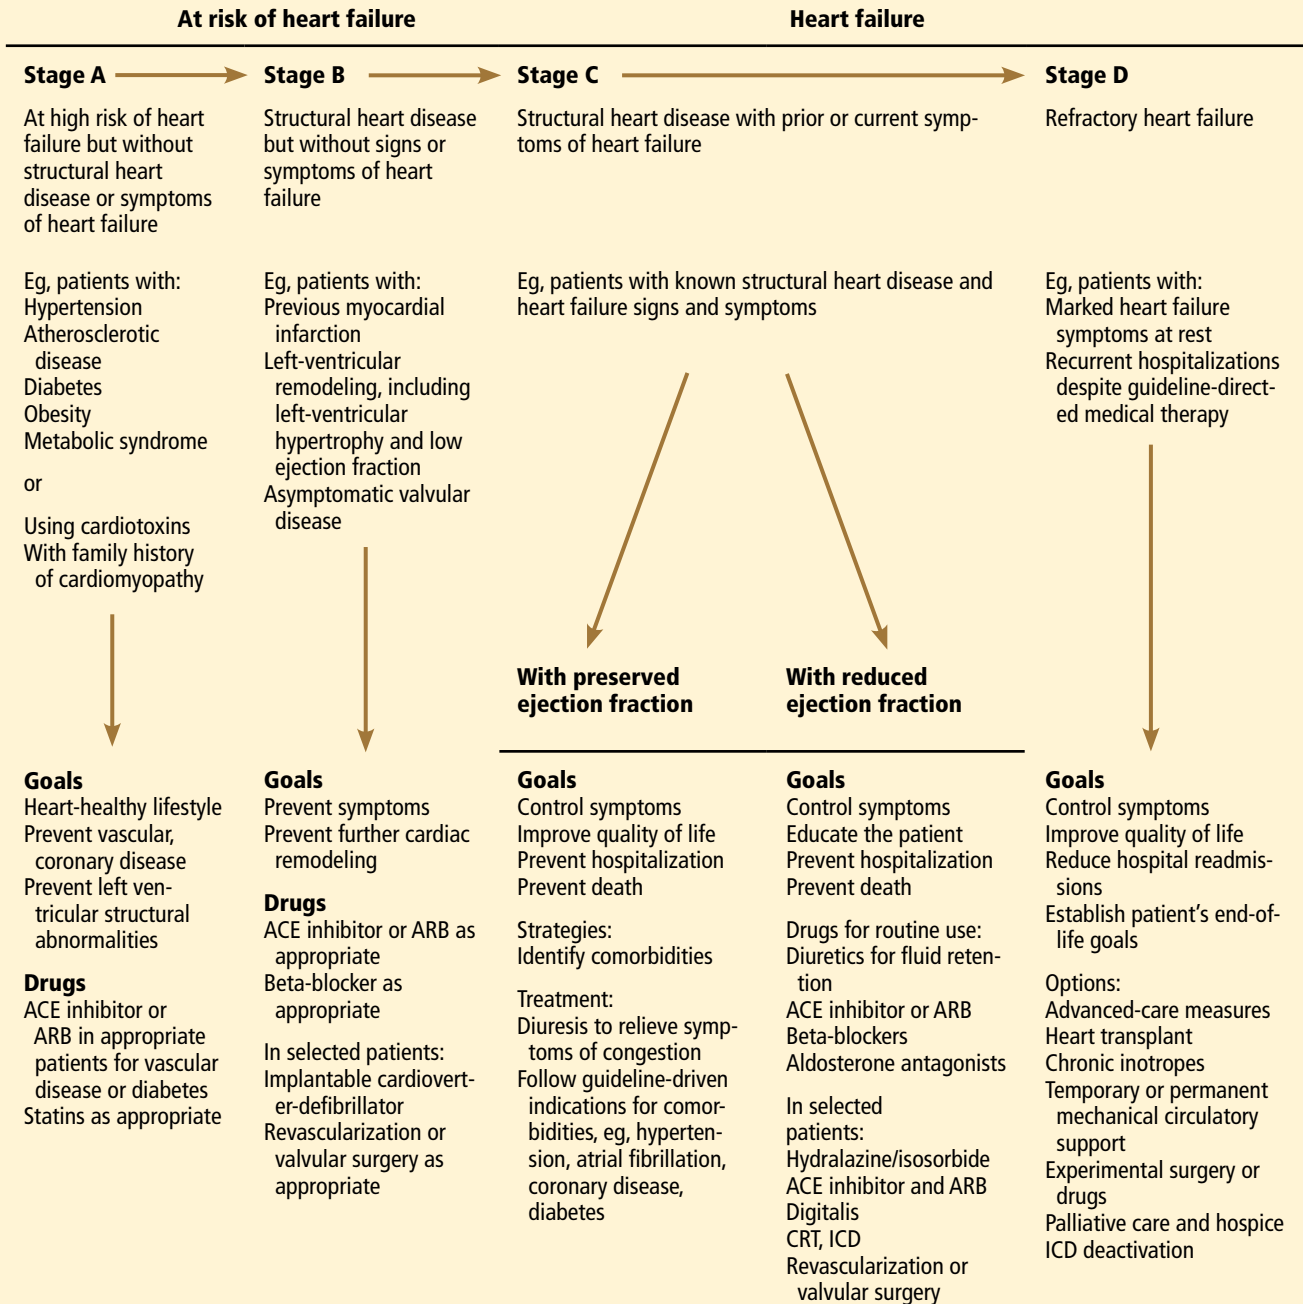 At risk of heart failure
Heart failure
Stage A
At high risk of heart
failure but without
structural heart
disease or symptoms
of heart failure
Eg, patients with:
Hypertension
Atherosclerotic
disease
Diabetes
Obesity
Metabolic syndrome
or
Using cardiotoxins
With family history
of cardiomyopathy
Goals
Heart-healthy lifestyle
Prevent vascular,
coronary disease
Prevent left ven-
tricular structural
abnormalities
Drugs
ACE inhibitor or
ARB in appropriate
patients for vascular
disease or diabetes
Statins as appropriate
Stage B
Structural heart disease
but without signs or
symptoms of heart
failure
Eg, patients with:
Previous myocardial
infarction
Left-ventricular
remodeling, including
left-ventricular
hypertrophy and low
ejection fraction
Asymptomatic valvular
disease
Goals
Prevent symptoms
Prevent further cardiac
remodeling
Drugs
ACE inhibitor or ARB as
appropriate
Beta-blocker as
appropriate
In selected patients:
Implantable cardiovert-
er-defibrillator
Revascularization or
valvular surgery as
appropriate
Stage C
Structural heart disease with prior or current symp-
toms of heart failure
Eg, patients with known structural heart disease and
heart failure signs and symptoms
With preserved
ejection fraction
Goals
Control symptoms
Improve quality of life
Prevent hospitalization
Prevent death
Strategies:
Identify comorbidities
Treatment:
Diuresis to relieve symp-
toms of congestion
Follow guideline-driven
indications for comor-
bidities, eg, hyperten-
sion, atrial fibrillation,
coronary disease,
diabetes
With reduced
ejection fraction
Goals
Control symptoms
Educate the patient
Prevent hospitalization
Prevent death
Drugs for routine use:
Diuretics for fluid reten-
tion
ACE inhibitor or ARB
Beta-blockers
Aldosterone antagonists
In selected
patients:
Hydralazine/isosorbide
ACE inhibitor and ARB
Digitalis
CRT, ICD
Revascularization or
valvular surgery
Stage D
Refractory heart failure
Eg, patients with:
Marked heart failure
symptoms at rest
Recurrent hospitalizations
despite guideline-direct-
ed medical therapy
Goals
Control symptoms
Improve quality of life
Reduce hospital readmis-
sions
Establish patient's end-of-
life goals
Options:
Advanced-care measures
Heart transplant
Chronic inotropes
Temporary or permanent
mechanical circulatory
support
Experimental surgery or
drugs
Palliative care and hospice
ICD deactivation